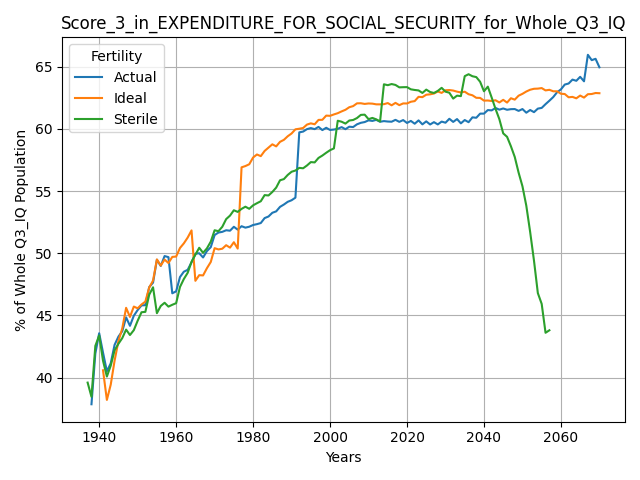 Score_3_in_EXPENDITURE_FOR_SOCIAL_SECURITY_for_Whole_Q3_IQ
Fertility
Actual
Ideal
Sterile
% of Whole Q3_IQ Population
65
60
55
50
45
40
1940
1960
1980
2000
2020
2040
2060
Years